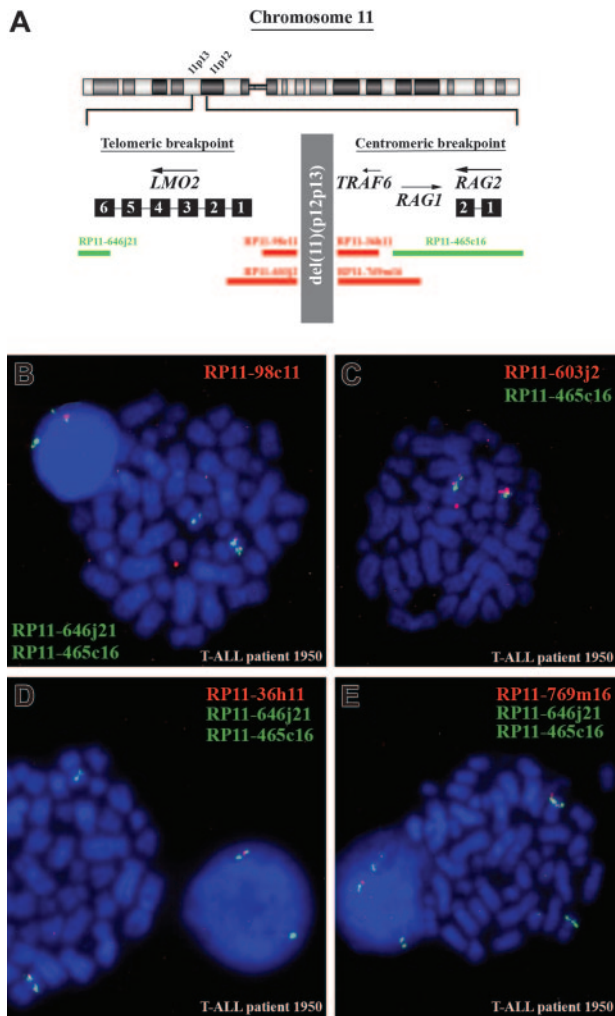 A
Chromosome 11
11p13
11p12
Telomeric breakpoint
Centromeric breakpoint
LMO2
TRAF6
RAG1
RAG2
6 5 4 3 2 1
2 1
del(11)(p12p13)
RP11-646j21
RP11-98c11
RP11-36h11
RP11-465c16
RP11-603j2
RP11-769m16
B
RP11-98c11
RP11-646j21
RP11-465c16
T-ALL patient 1950
C
RP11-603j2
RP11-465c16
T-ALL patient 1950
D
RP11-36h11
RP11-646j21
RP11-465c16
T-ALL patient 1950
E
RP11-769m16
RP11-646j21
RP11-465c16
T-ALL patient 1950